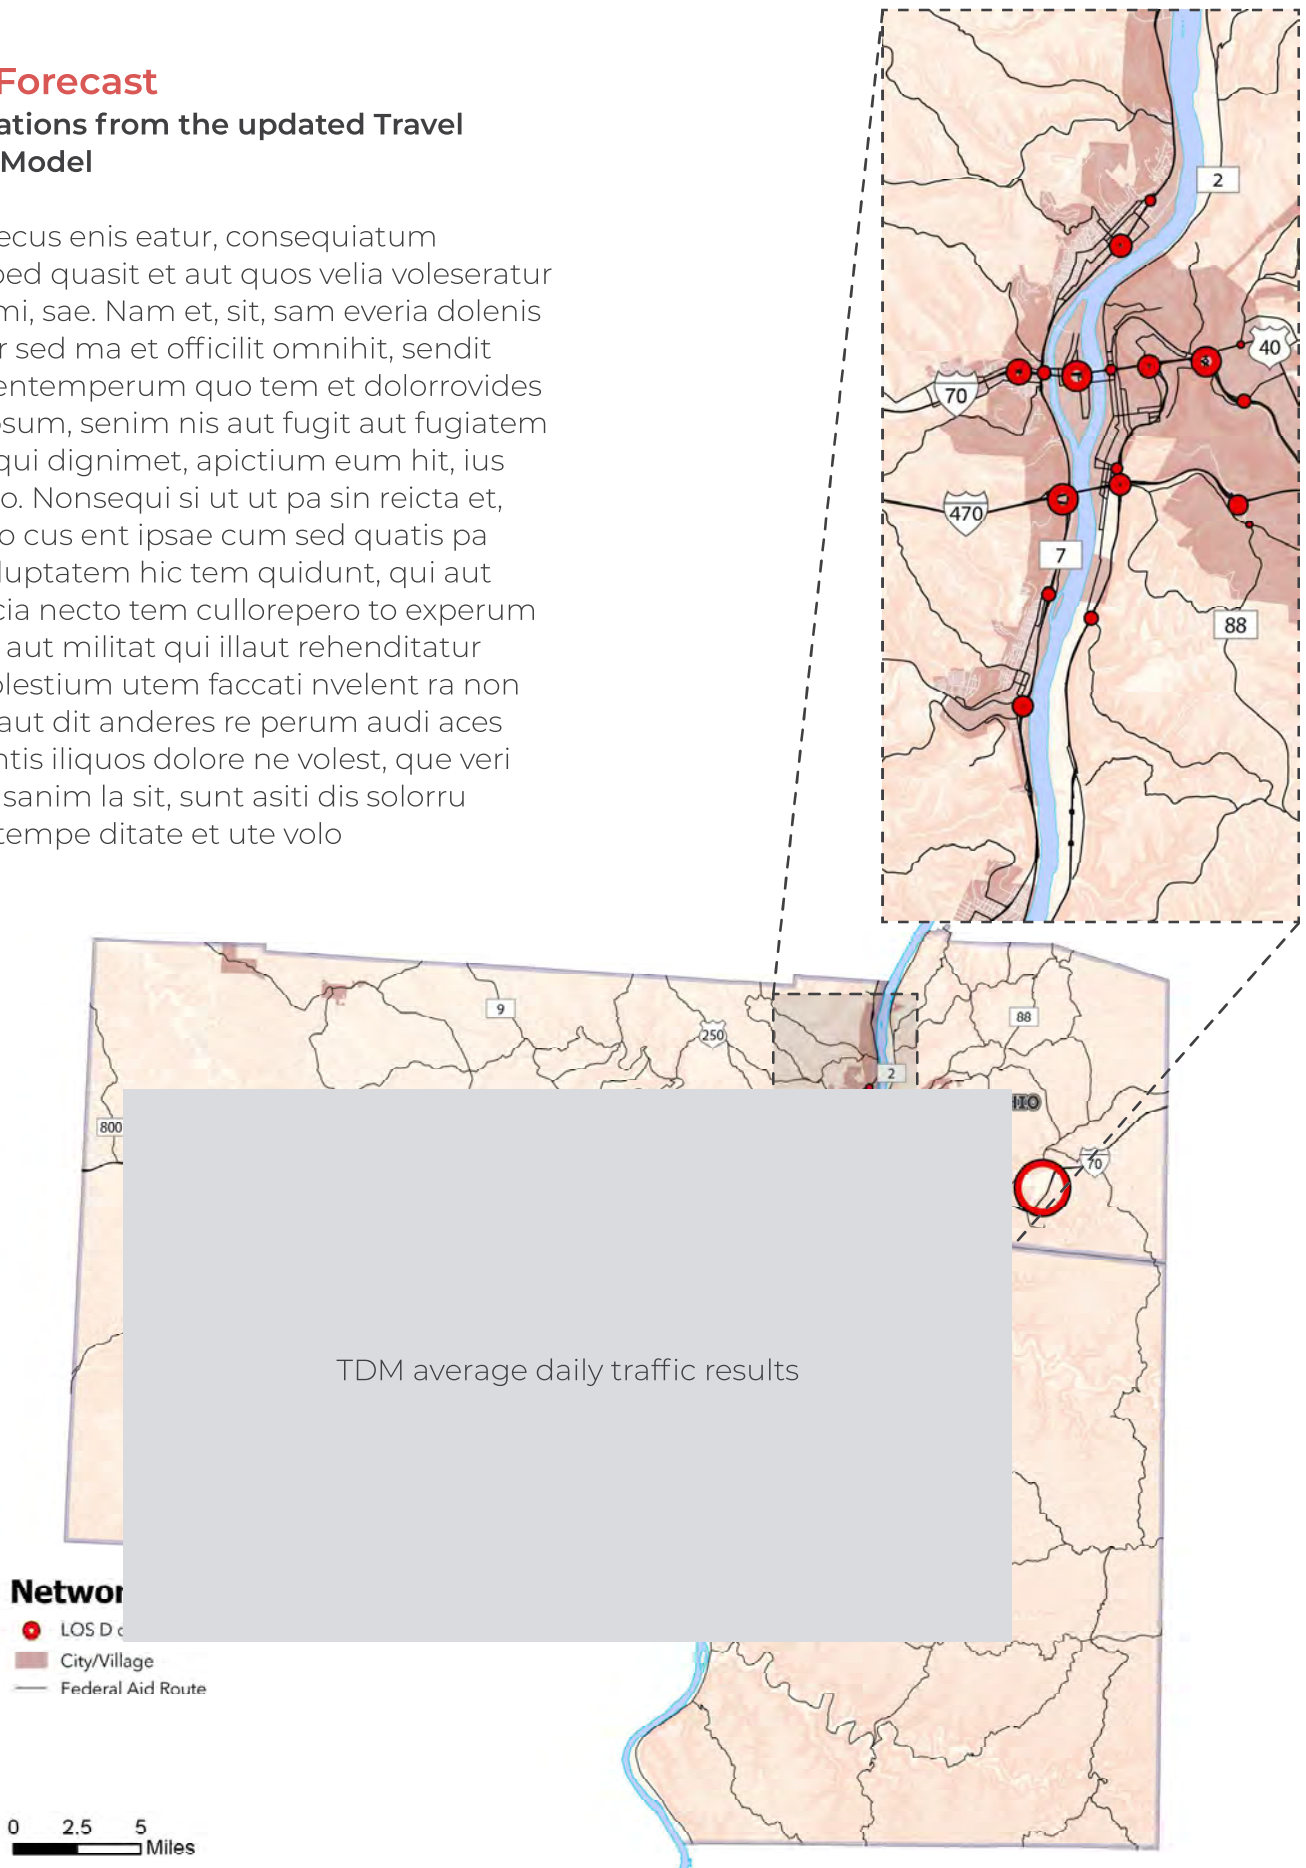 Forecast
ations from the updated Travel
Model
ecus enis eatur, consequiatum
ped quasit et aut quos velia voleseratur
mi, sae. Nam et, sit, sam everia dolenis
r sed ma et officilit omnihit, sendit
entemperum quo tem et dolorrovides
osum, senim nis aut fugit aut fugiatem
qui dignimet, apictium eum hit, ius
o. Nonsequi si ut ut pa sin reicta et,
o cus ent ipsae cum sed quatis pa
luptatem hic tem quidunt, qui aut
cia necto tem cullorepero to experum
aut militat qui illaut rehenditatur
olestium utem faccati nvelent ra non
aut dit anderes re perum audi aces
ntis iliquos dolore ne volest, que veri
sanim la sit, sunt asiti dis solorru
tempe ditate et ute volo
2
40
70
470
7
88
9
250
88
2
800
HIO
70
TDM average daily traffic results
Networ
LOS D
City/Village
Federal Aid Route
0 2.5 5
Miles